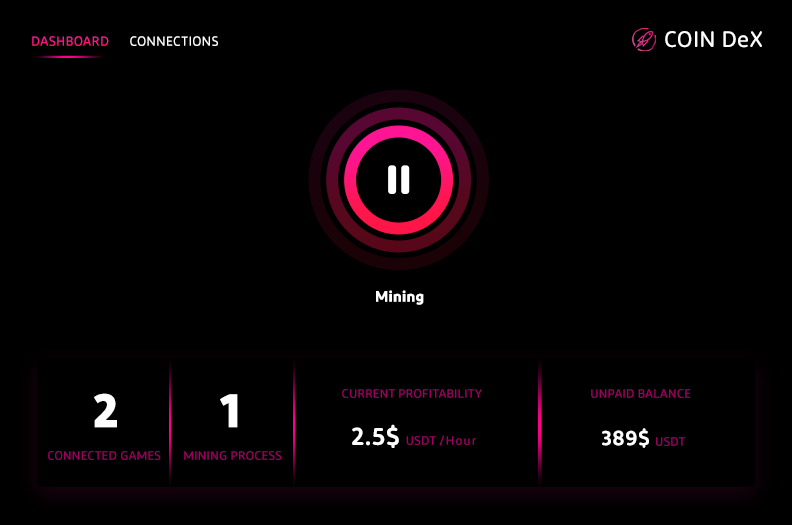 DASHBOARD CONNECTIONS COIN DeX
Mining
2
CONNECTED GAMES
1
MINING PROCESS
CURRENT PROFITABILITY
2.5$ USDT /Hour
UNPAID BALANCE
389$ USDT